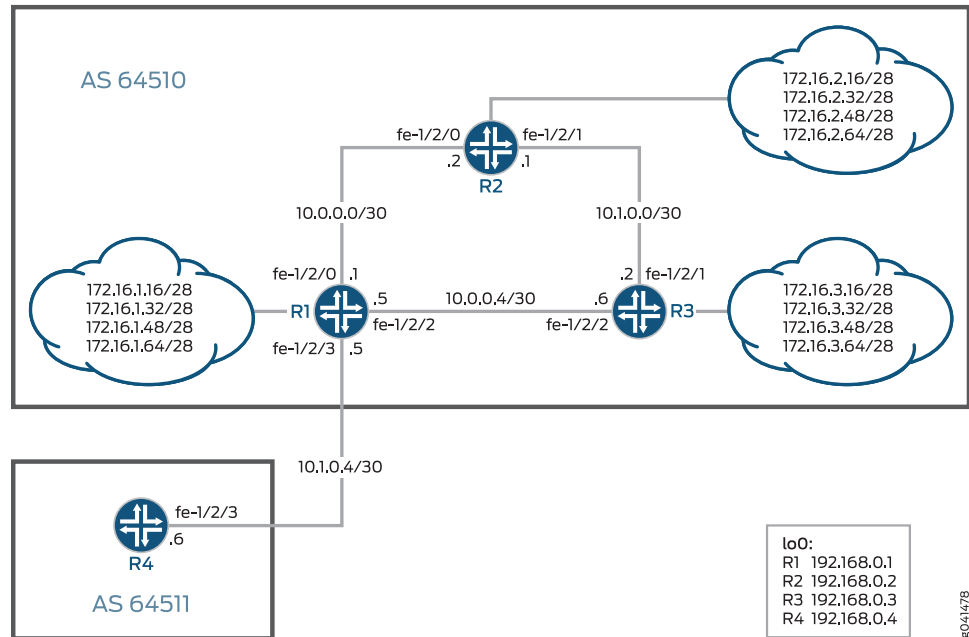 AS 64510
172.16.2.16/28
172.16.2.32/28
172.16.2.48/28
172.16.2.64/28
fe-1/2/0
fe-1/2/1
.2
.1
R2
10.0.0.0/30
10.1.0.0/30
172.16.1.16/28
172.16.1.32/28
172.16.1.48/28
172.16.1.64/28
fe-1/2/0
.1
R1
.5
fe-1/2/2
fe-1/2/3
.5
10.0.0.4/30
.2
fe-1/2/1
.6
fe-1/2/2
R3
172.16.3.16/28
172.16.3.32/28
172.16.3.48/28
172.16.3.64/28
10.1.0.4/30
fe-1/2/3
.6
R4
AS 64511
lo0:
R1 192.168.0.1
R2 192.168.0.2
R3 192.168.0.3
R4 192.168.0.4